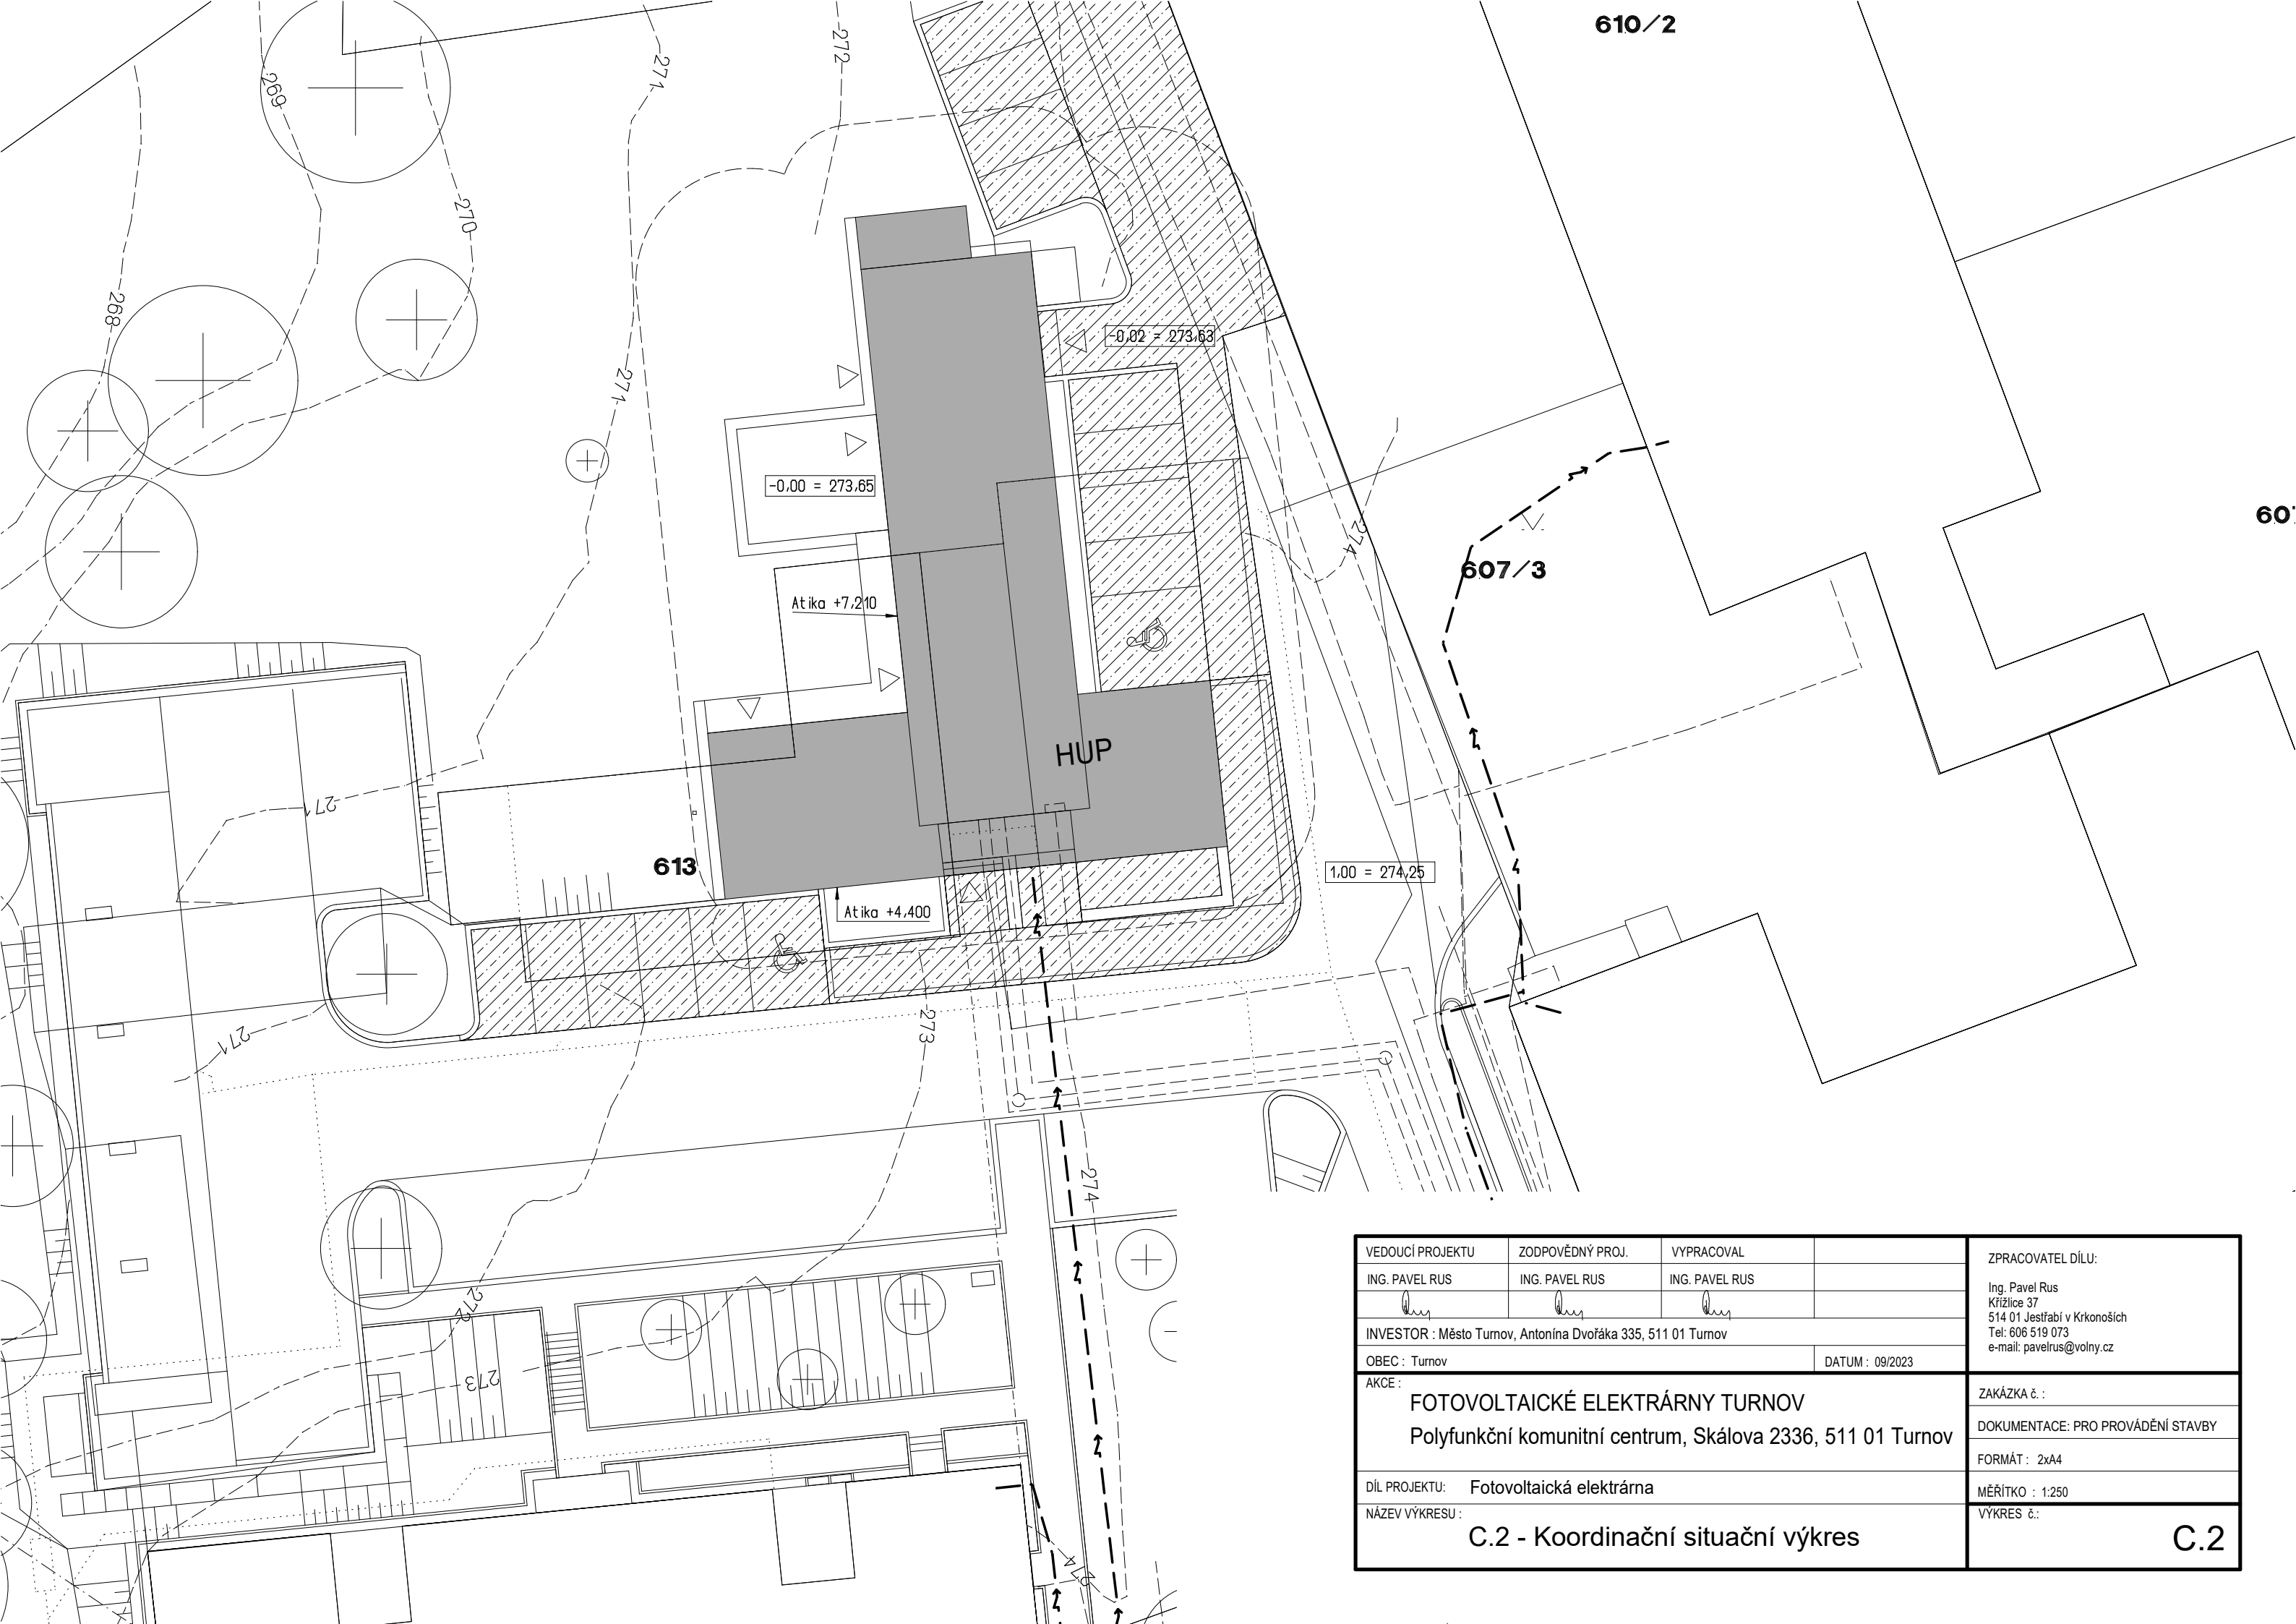 610/2
272
271
269
270
268
-0,02 = 273,63
271
-0,00 = 273,65
274
607/3
Atika +7,210
HUP
271
613
1,00 = 274,25
Atika +4,400
273
271
274
272
273
VEDOUCÍ PROJEKTU
ZODPOVĚDNÝ PROJ.
VYPRACOVAL
ING. PAVEL RUS
ING. PAVEL RUS
ING. PAVEL RUS
INVESTOR : Město Turnov, Antonína Dvořáka 335, 511 01 Turnov
OBEC : Turnov
DATUM : 09/2023
ZPRACOVATEL DÍLU:
Ing. Pavel Rus
Křížlice 37
514 01 Jestřabí v Krkonoších
Tel: 606 519 073
e-mail: pavelrus@volny.cz
AKCE :
FOTOVOLTAICKÉ ELEKTRÁRNY TURNOV
Polyfunkční komunitní centrum, Skálova 2336, 511 01 Turnov
DÍL PROJEKTU: Fotovoltaická elektrárna
NÁZEV VÝKRESU :
C.2 - Koordinační situační výkres
ZAKÁZKA č. :
DOKUMENTACE: PRO PROVÁDĚNÍ STAVBY
FORMÁT : 2xA4
MĚŘÍTKO : 1:250
VÝKRES č.:
C.2